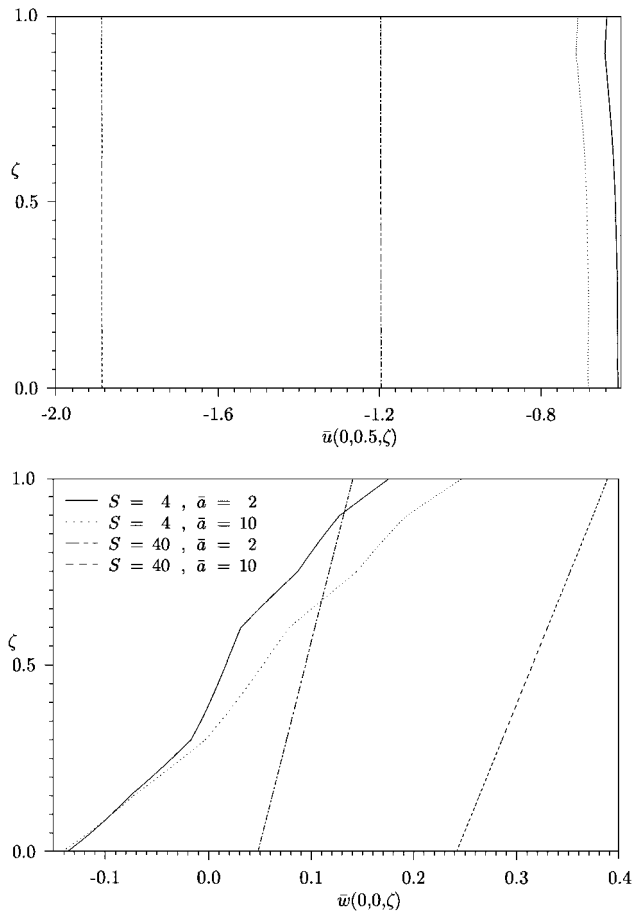 1.0
ζ
0.5
0.0
-2.0 -1.6 -1.2 -0.8
ū(0,0.5,ζ)
1.0
S = 4 , ā = 2
S = 4 , ā = 10
S = 40 , ā = 2
S = 40 , ā = 10
ζ
0.5
0.0
-0.1 0.0 0.1 0.2 0.3 0.4
w̄(0,0,ζ)